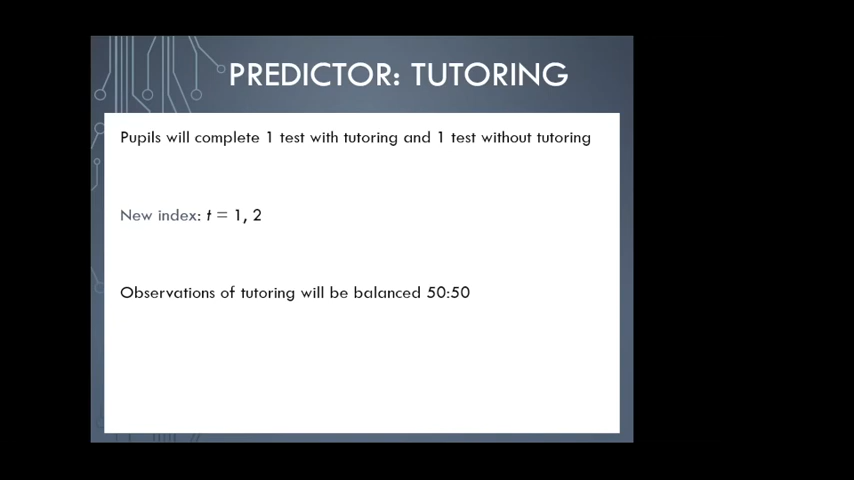 PREDICTOR: TUTORING
Pupils will complete 1 test with tutoring and 1 test without tutoring
New index: t = 1, 2
Observations of tutoring will be balanced 50:50